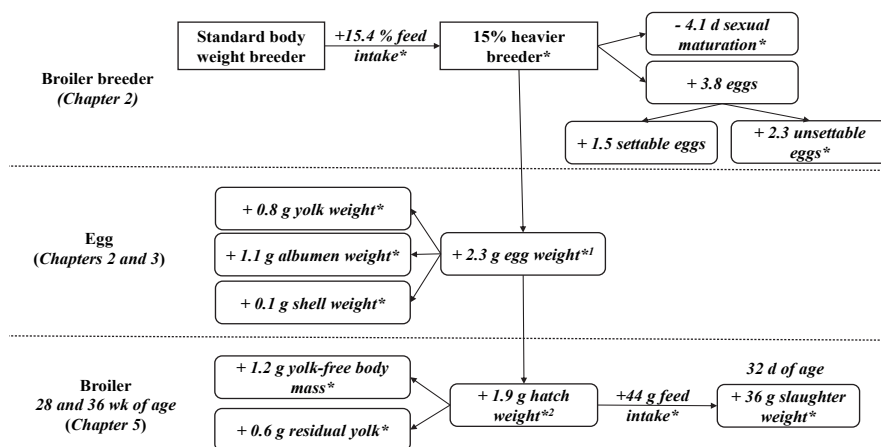 Broiler breeder
(Chapter 2)
Standard body
weight breeder
+15.4 % feed
intake*
15% heavier
breeder*
- 4.1 d sexual
maturation*
+ 3.8 eggs
+ 1.5 settable eggs
+ 2.3 unsettable
eggs*
Egg
(Chapters 2 and 3)
+ 0.8 g yolk weight*
+ 1.1 g albumen weight*
+ 0.1 g shell weight*
+ 2.3 g egg weight*1
Broiler
28 and 36 wk of age
(Chapter 5)
+ 1.2 g yolk-free body
mass*
+ 0.6 g residual yolk*
+ 1.9 g hatch
weight*2
+44 g feed
intake*
32 d of age
+ 36 g slaughter
weight*